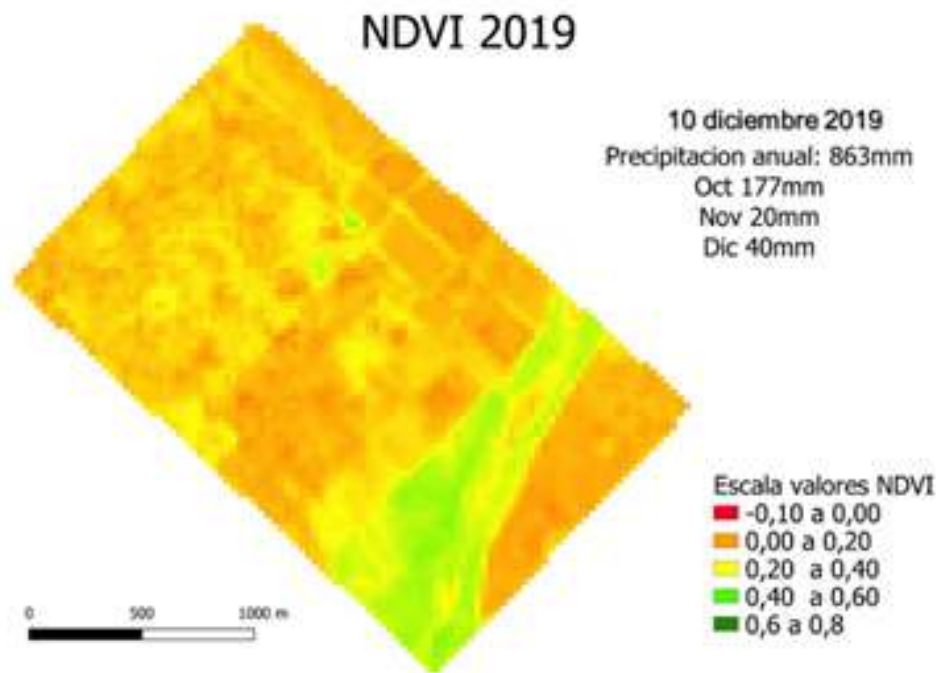 NDVI 2019
10 diciembre 2019
Precipitacion anual: 863mm
Oct 177mm
Nov 20mm
Dic 40mm
Escala valores NDVI
-0,10 a 0,00
0,00 a 0,20
0,20 a 0,40
0,40 a 0,60
0,6 a 0,8
0 500 1000 m